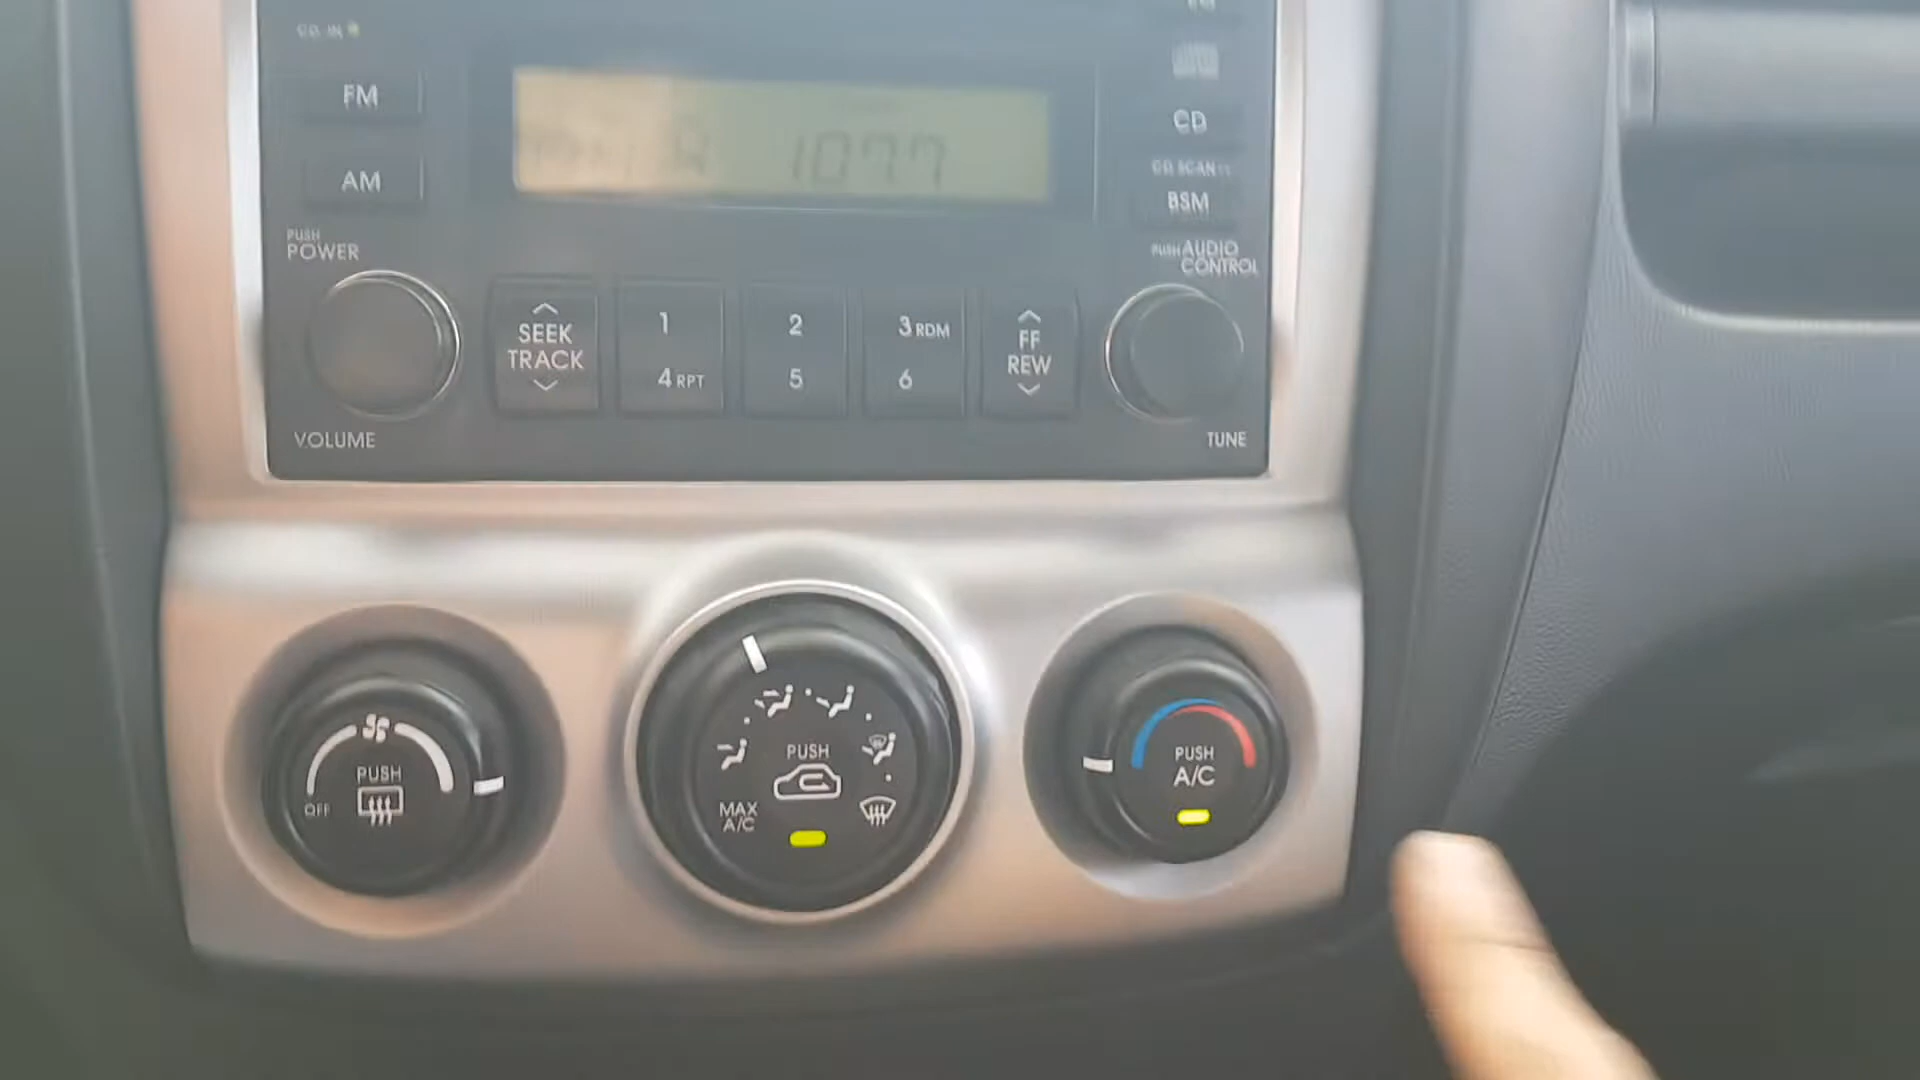 CD IN
FM
AM
1077
CD
CD SCAN
BSM
PUSH
POWER
PUSH AUDIO
CONTROL
SEEK
TRACK
1
4 RPT
2
5
3 RDM
6
FF
REW
VOLUME
TUNE
PUSH
OFF
PUSH
MAX
A/C
PUSH
A/C